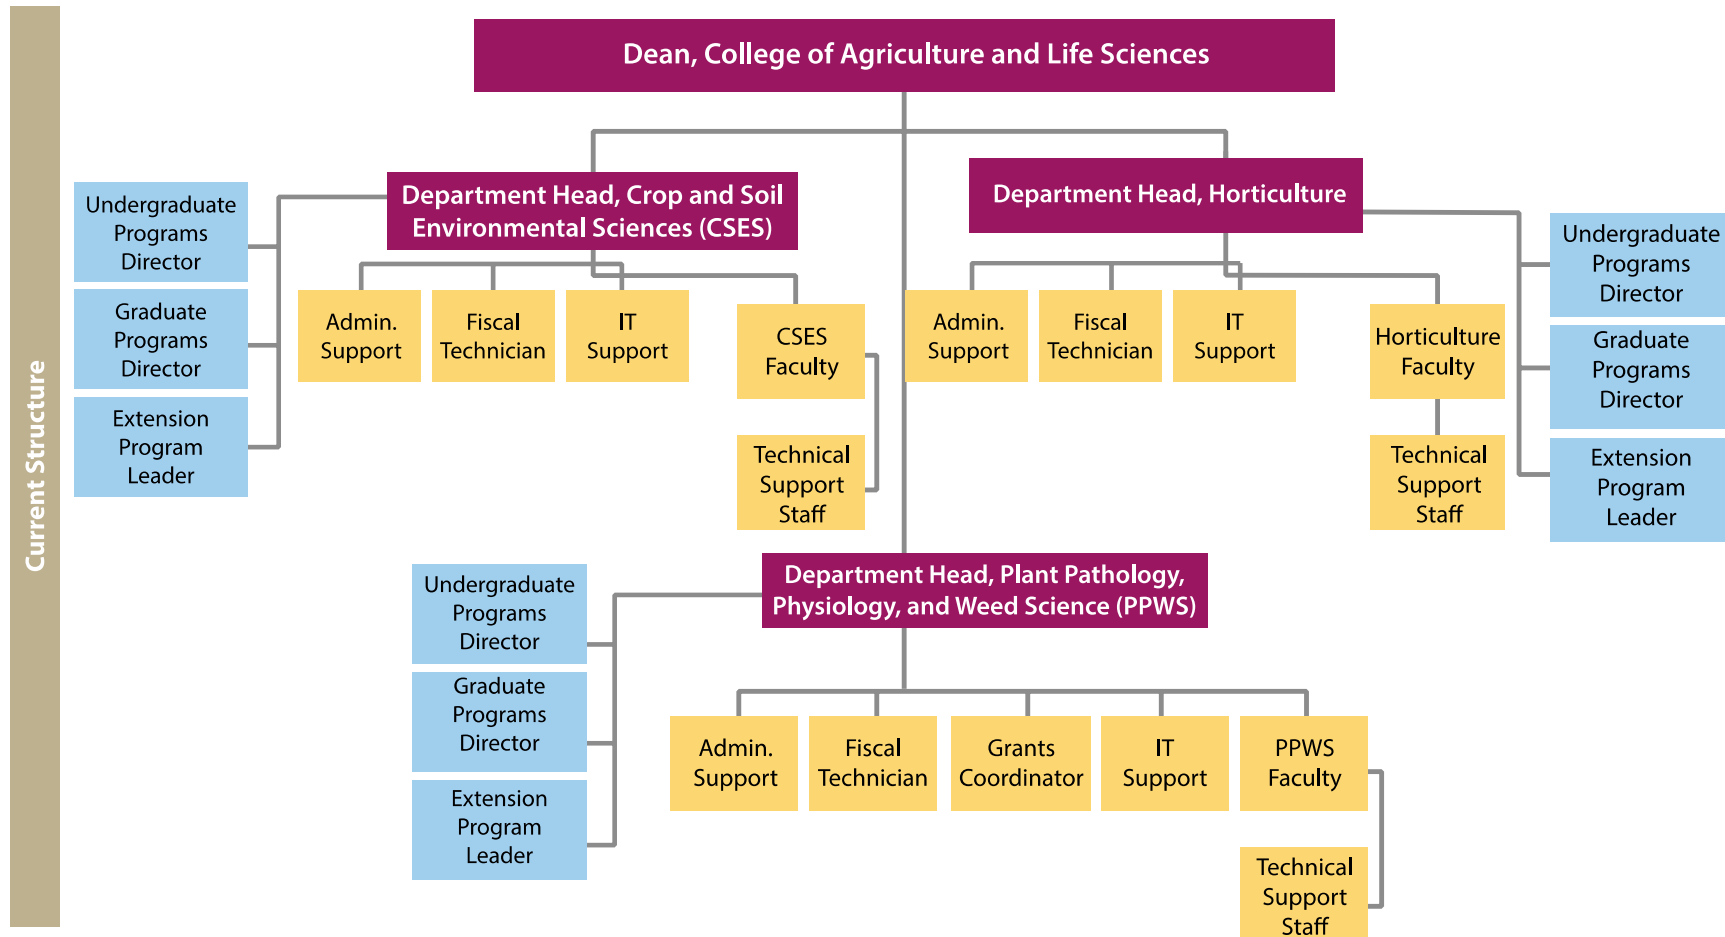 Current Structure
Dean, College of Agriculture and Life Sciences
Department Head, Crop and Soil
Environmental Sciences (CSES)
Undergraduate
Programs
Director
Graduate
Programs
Director
Extension
Program
Leader
Admin.
Support
Fiscal
Technician
IT
Support
CSES
Faculty
Technical
Support
Staff
Department Head, Horticulture
Admin.
Support
Fiscal
Technician
IT
Support
Horticulture
Faculty
Technical
Support
Staff
Undergraduate
Programs
Director
Graduate
Programs
Director
Extension
Program
Leader
Department Head, Plant Pathology,
Physiology, and Weed Science (PPWS)
Undergraduate
Programs
Director
Graduate
Programs
Director
Extension
Program
Leader
Admin.
Support
Fiscal
Technician
Grants
Coordinator
IT
Support
PPWS
Faculty
Technical
Support
Staff